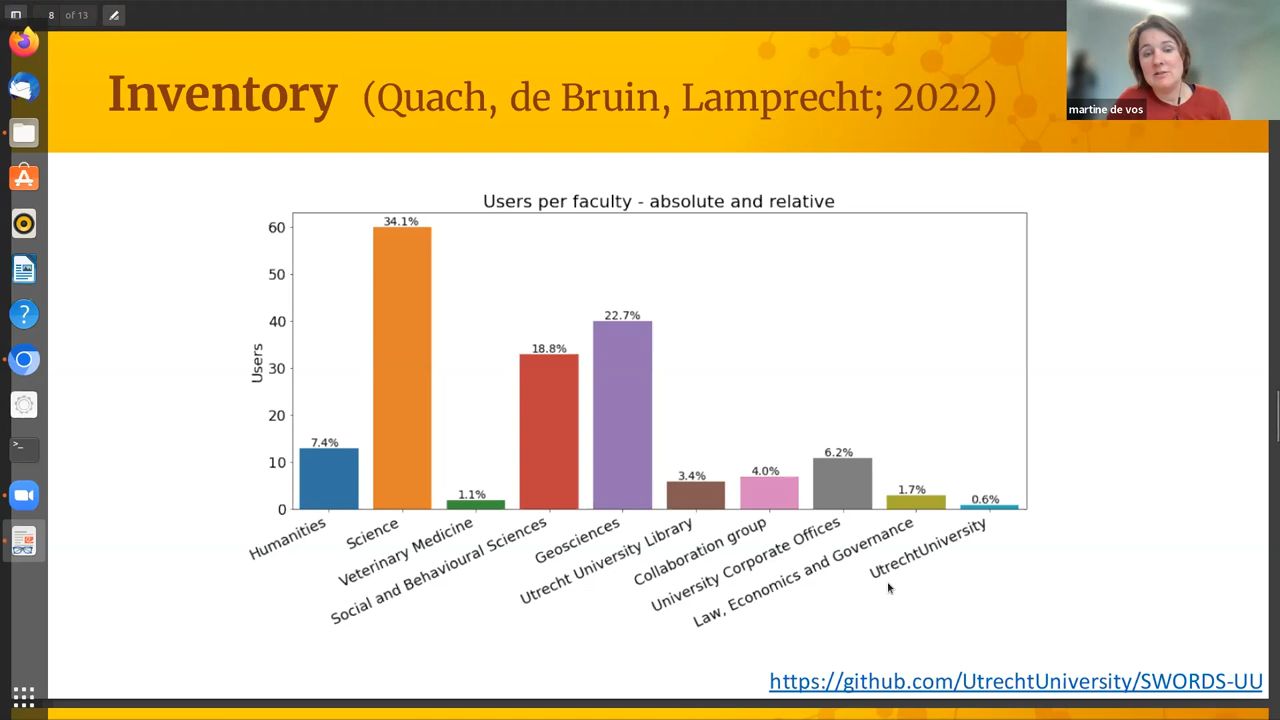 8 of 13
Inventory (Quach, de Bruin, Lamprecht; 2022)
martine de vos
Users per faculty - absolute and relative
Users
60
50
40
30
20
10
0
7.4%
34.1%
1.1%
18.8%
22.7%
3.4%
4.0%
6.2%
1.7%
0.6%
Humanities
Science
Veterinary Medicine
Social and Behavioural Sciences
Geosciences
Utrecht University Library
Collaboration group
University Corporate Offices
Law, Economics and Governance
UtrechtUniversity
https://github.com/UtrechtUniversity/SWORDS-UU